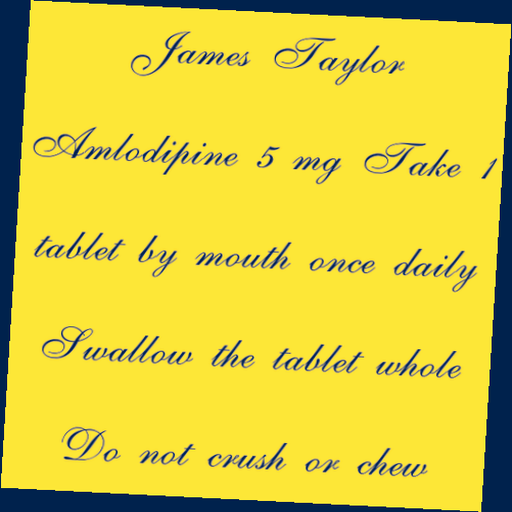 James Taylor
Amlodipine 5 mg Take 1
tablet by mouth once daily
Swallow the tablet whole
Do not crush or chew